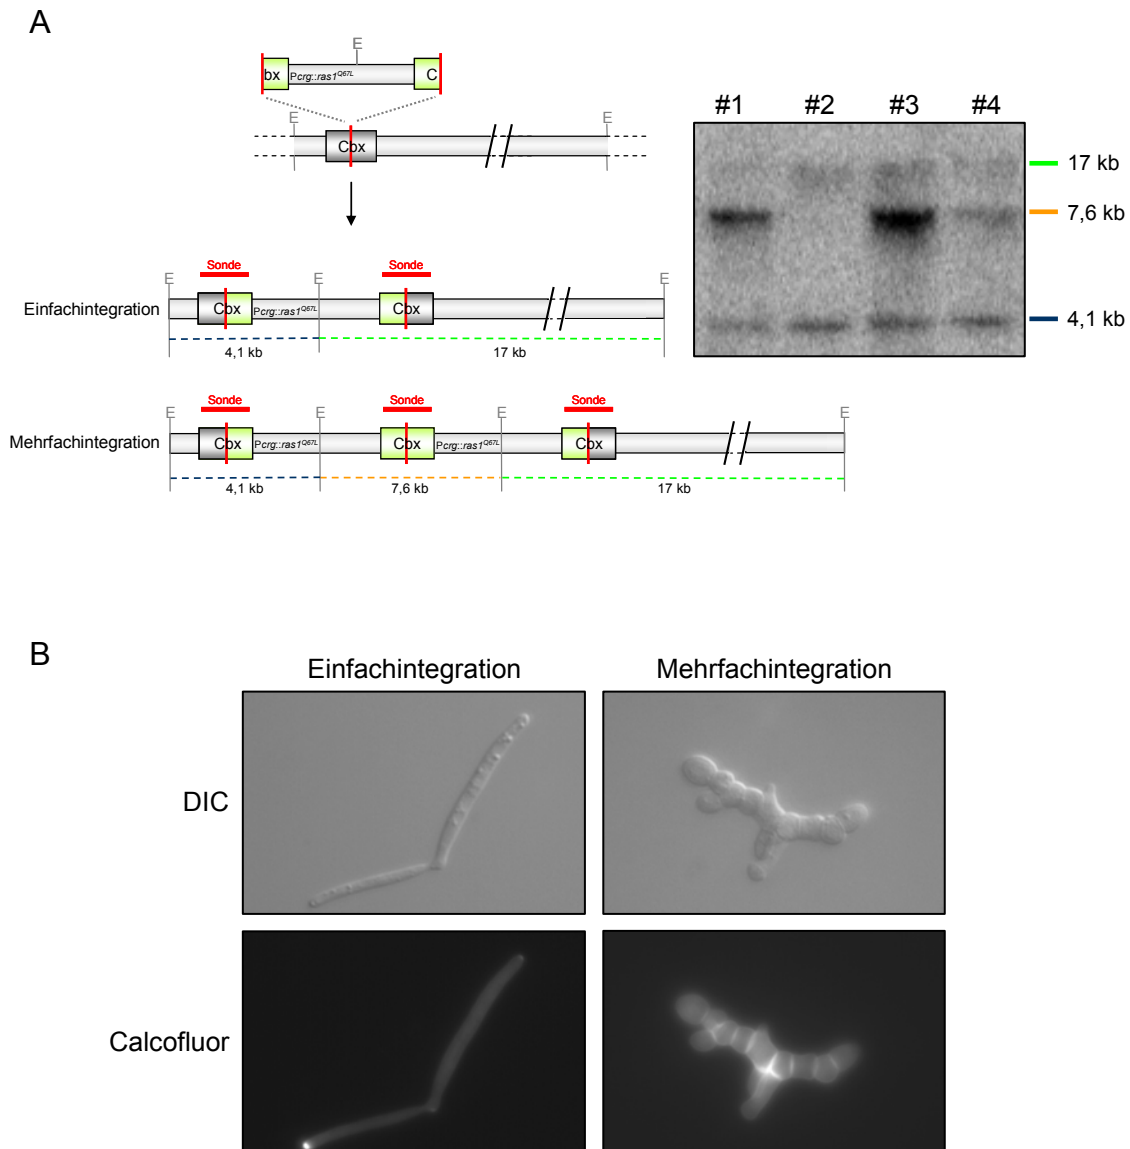 A
E
bx
Pcrg::ras1Q67L
C
E
Cbx
E
Sonde
Sonde
E
E
E
Einfachintegration
Cbx
Pcrg::ras1Q67L
Cbx
4,1 kb
17 kb
Sonde
Sonde
Sonde
E
E
E
E
Mehrfachintegration
Cbx
Pcrg::ras1Q67L
Cbx
Pcrg::ras1Q67L
Cbx
4,1 kb
7,6 kb
17 kb
#1 #2 #3 #4
17 kb
7,6 kb
4,1 kb
B
Einfachintegration
Mehrfachintegration
DIC
Calcofluor